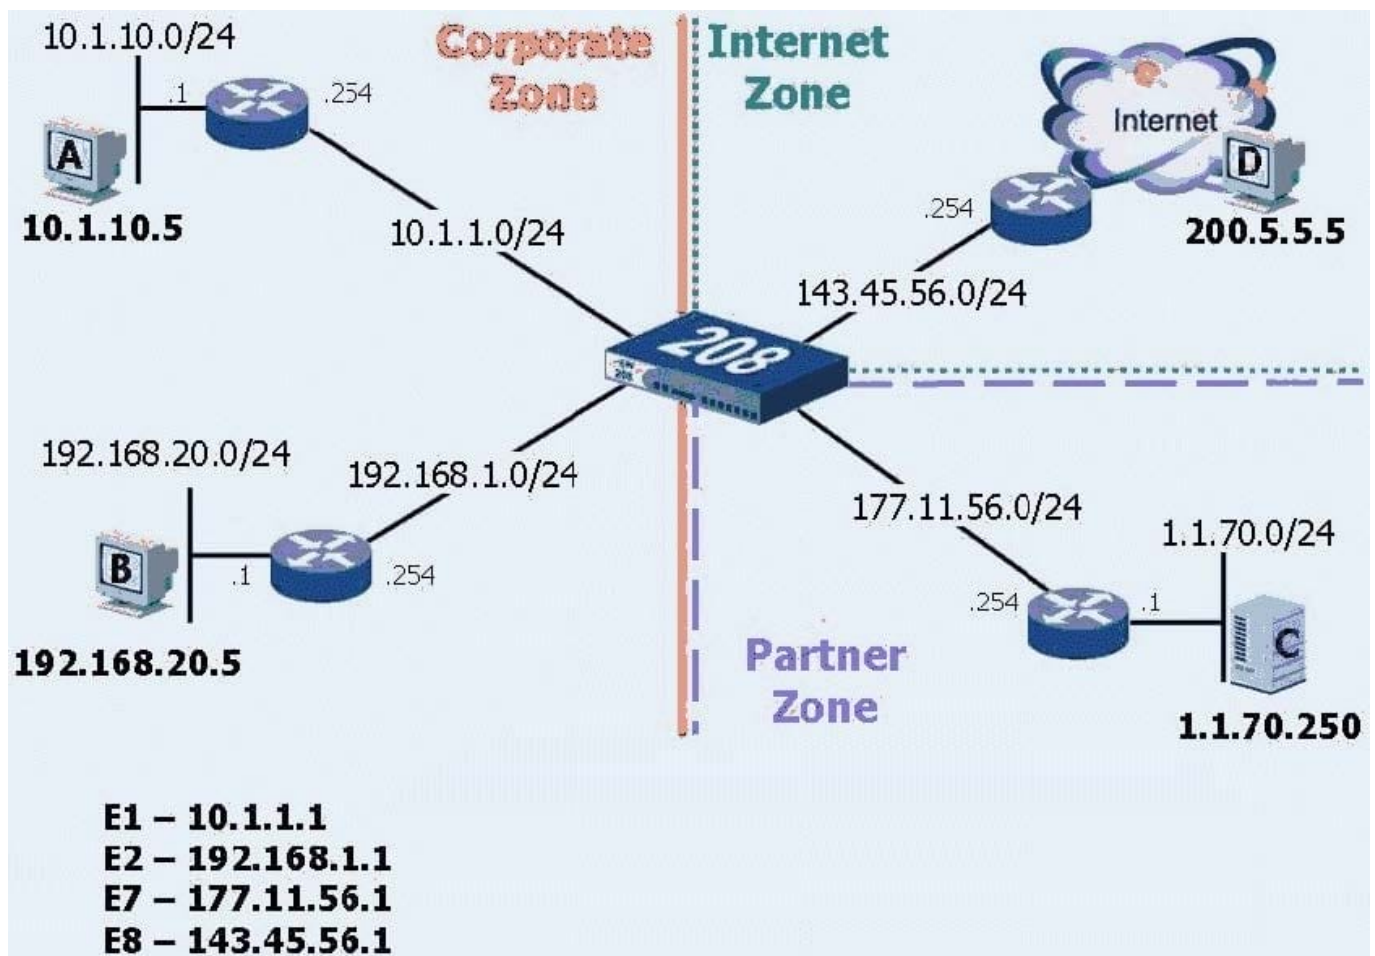 10.1.10.0/24
Corporate
Zone
Internet
Zone
.1
.254
A
10.1.10.5
10.1.1.0/24
Internet
D
.254
200.5.5.5
143.45.56.0/24
208
208
192.168.20.0/24
192.168.1.0/24
B
.1
.254
192.168.20.5
177.11.56.0/24
1.1.70.0/24
.254
.1
C
1.1.70.250
Partner
Zone
E1 – 10.1.1.1
E2 – 192.168.1.1
E7 – 177.11.56.1
E8 – 143.45.56.1